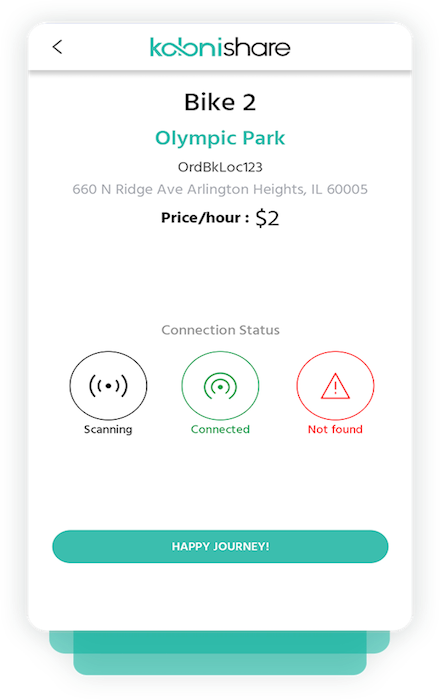 kolonishare
Bike 2
Olympic Park
OrdBkLoc123
660 N Ridge Ave Arlington Heights, IL 60005
Price/hour : $2
Connection Status
Scanning
Connected
Not found
HAPPY JOURNEY!